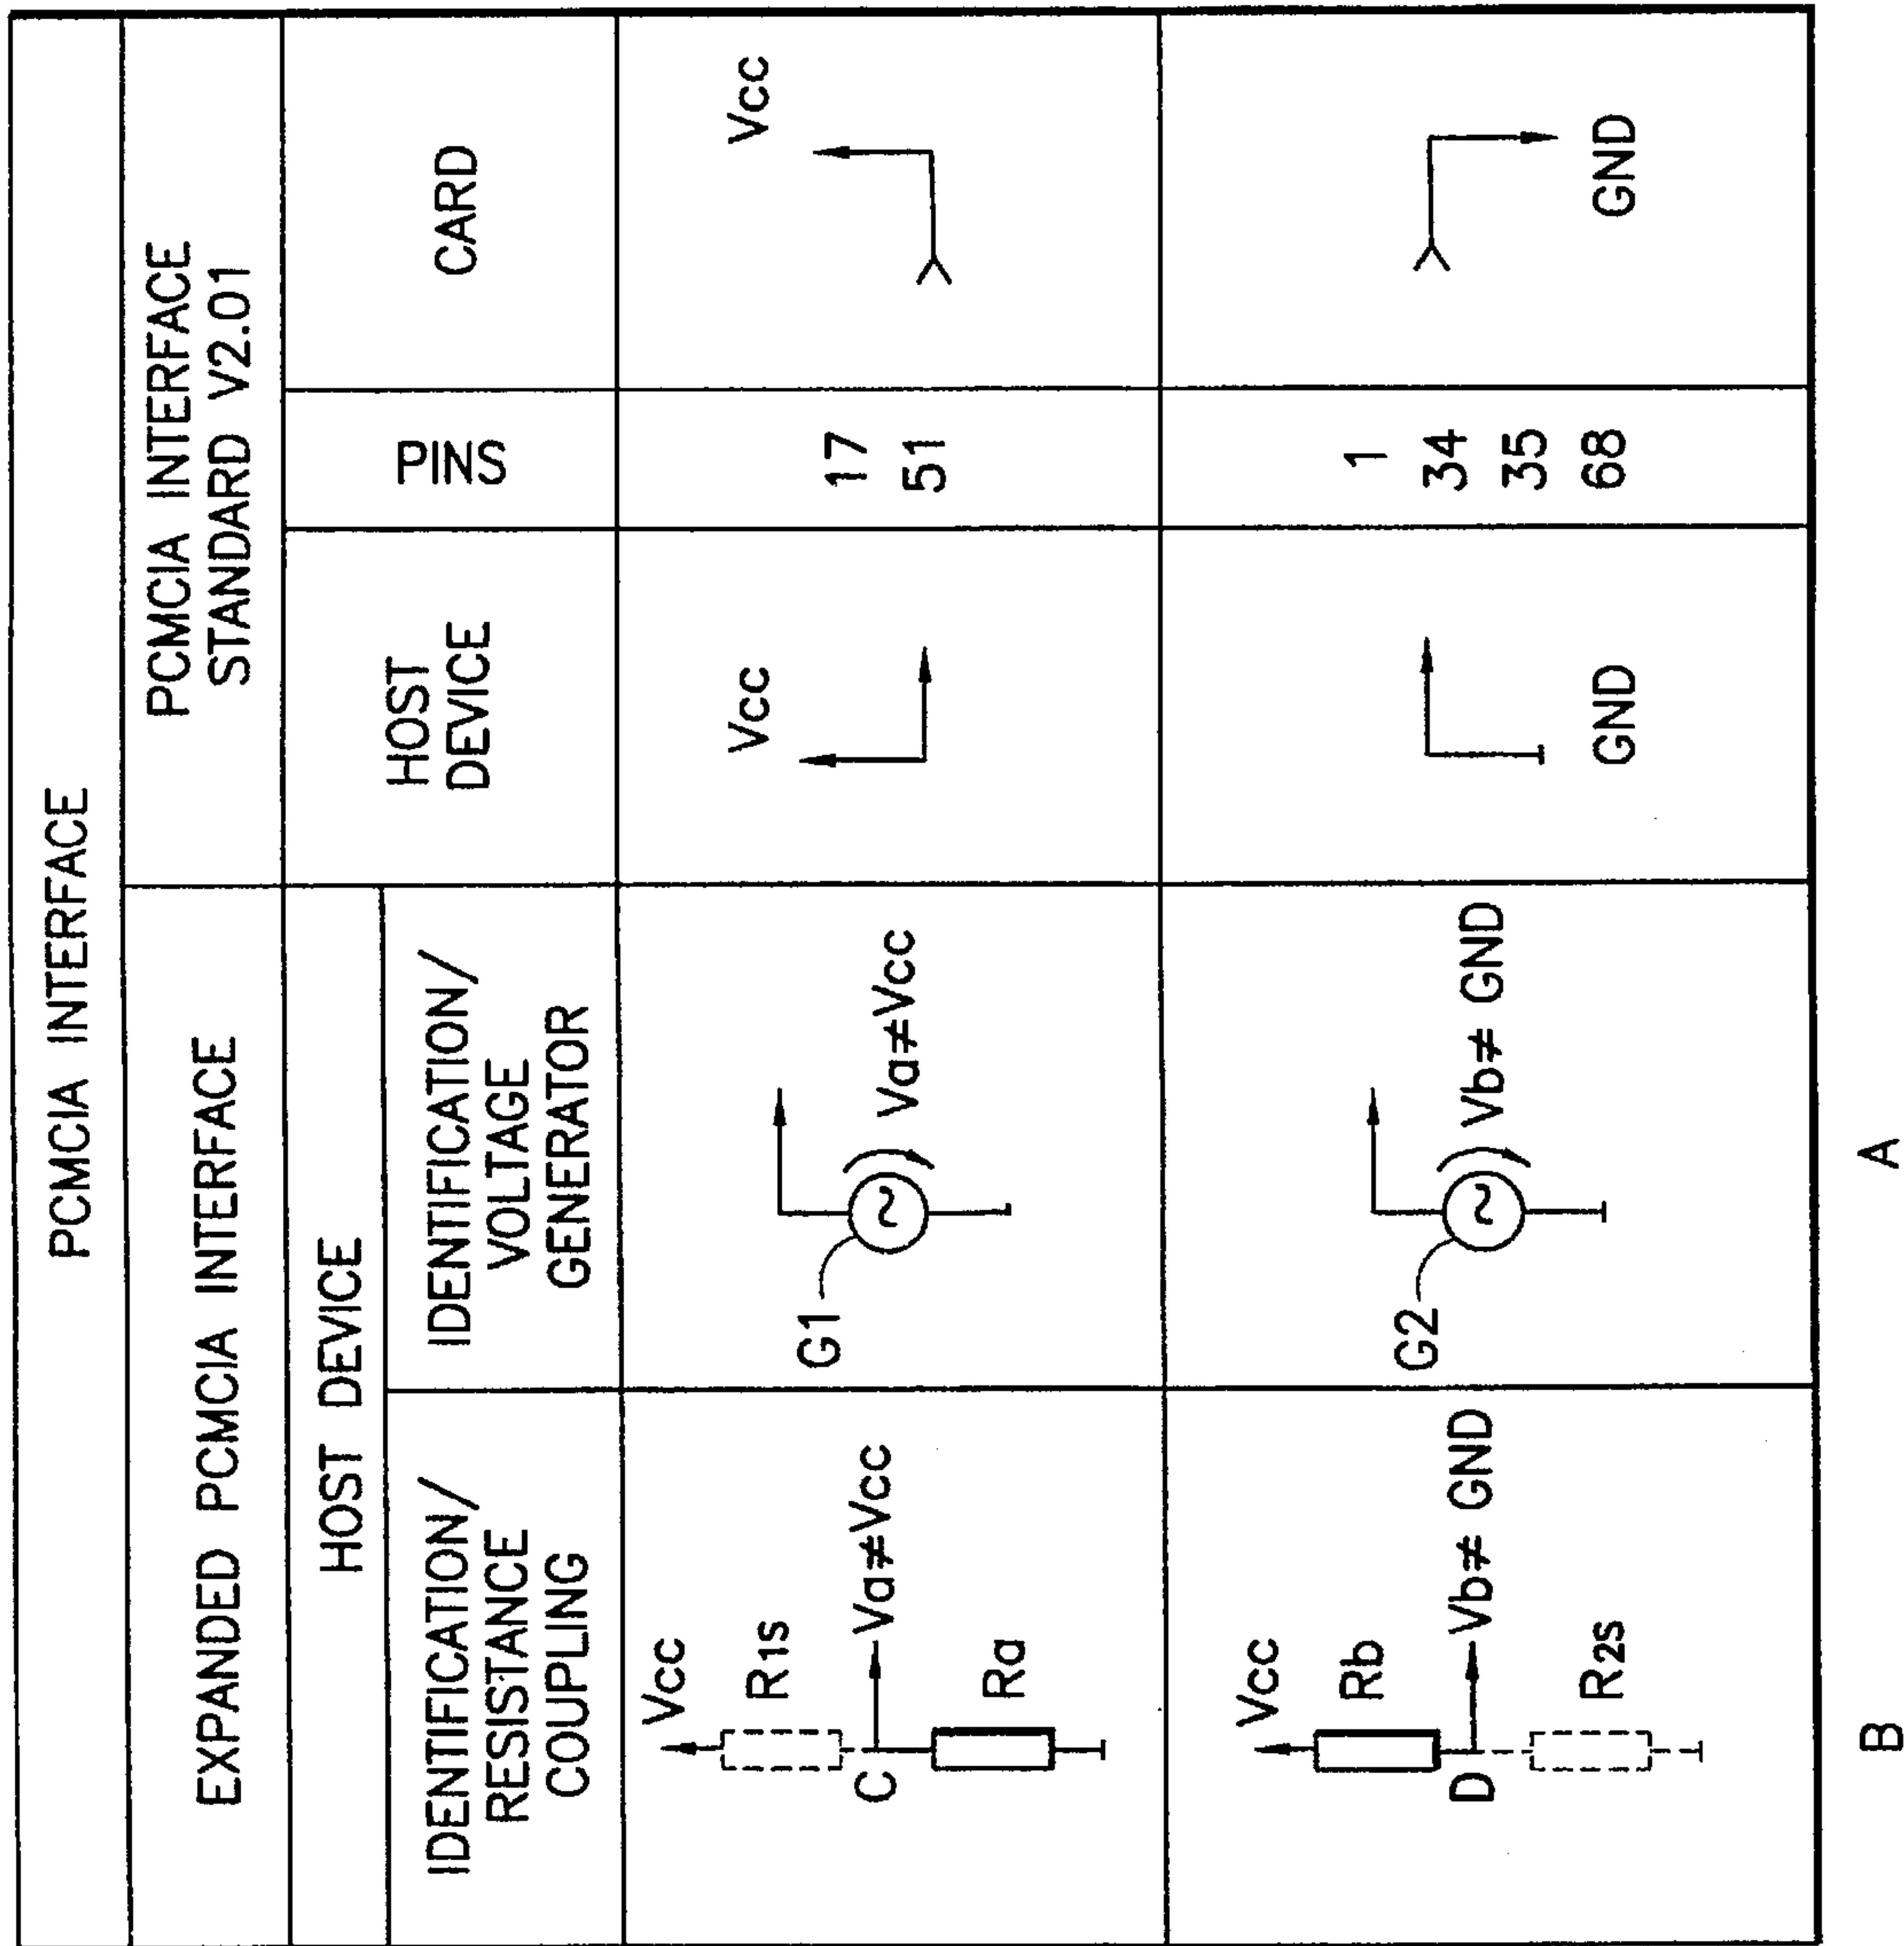 PCMCIA INTERFACE
EXPANDED PCMCIA INTERFACE
PCMCIA INTERFACE
STANDARD V2.01
HOST DEVICE
HOST
DEVICE
PINS
CARD
IDENTIFICATION/
RESISTANCE
COUPLING
IDENTIFICATION/
VOLTAGE
GENERATOR
Vcc
R1s
C
Va≠Vcc
Ra
G1
Va≠Vcc
Vcc
17
51
Vcc
Vcc
Rb
D
Vb≠ GND
R2s
G2
Vb≠ GND
GND
1
34
35
68
GND
B
A